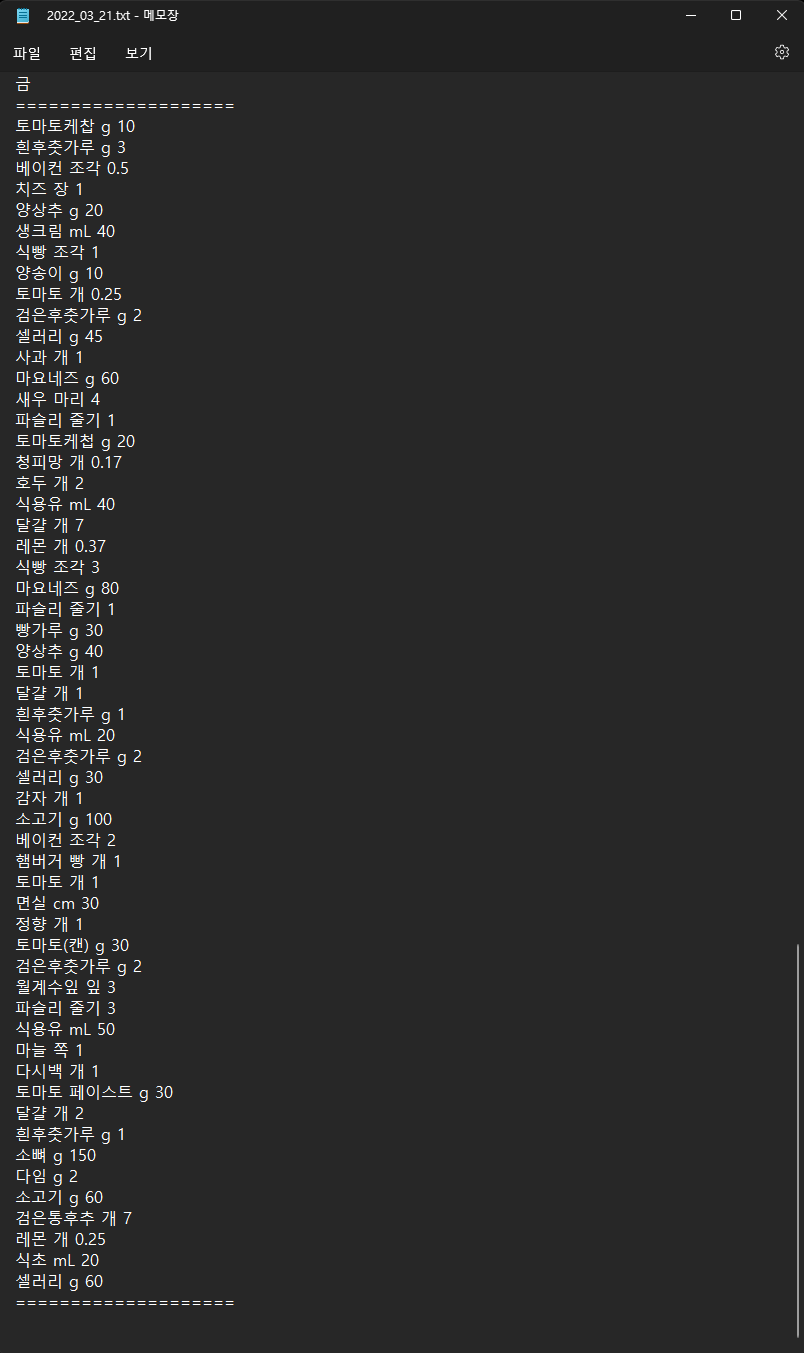 2022_03_21.txt - 메모장
파일 편집 보기
금
====================
토마토케찹 g 10
흰후춧가루 g 3
베이컨 조각 0.5
치즈 장 1
양상추 g 20
생크림 mL 40
식빵 조각 1
양송이 g 10
토마토 개 0.25
검은후춧가루 g 2
셀러리 g 45
사과 개 1
마요네즈 g 60
새우 마리 4
파슬리 줄기 1
토마토케첩 g 20
청피망 개 0.17
호두 개 2
식용유 mL 40
달걀 개 7
레몬 개 0.37
식빵 조각 3
마요네즈 g 80
파슬리 줄기 1
빵가루 g 30
양상추 g 40
토마토 개 1
달걀 개 1
흰후춧가루 g 1
식용유 mL 20
검은후춧가루 g 2
셀러리 g 30
감자 개 1
소고기 g 100
베이컨 조각 2
햄버거 빵 개 1
토마토 개 1
면실 cm 30
정향 개 1
토마토(캔) g 30
검은후춧가루 g 2
월계수잎 잎 3
파슬리 줄기 3
식용유 mL 50
마늘 쪽 1
다시백 개 1
토마토 페이스트 g 30
달걀 개 2
흰후춧가루 g 1
소뼈 g 150
다임 g 2
소고기 g 60
검은통후추 개 7
레몬 개 0.25
식초 mL 20
셀러리 g 60
====================